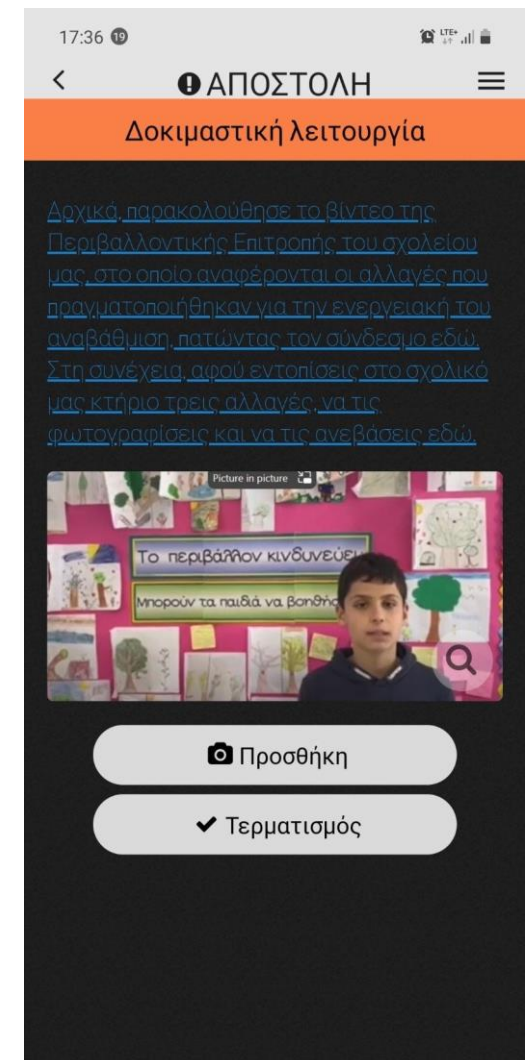 17:36 19 LTE+
ΑΠΟΣΤΟΛΗ
Δοκιμαστική λειτουργία
Αρχικά, παρακολούθησε το βίντεο της
Περιβαλλοντικής Επιτροπής του σχολείου
μας, στο οποίο αναφέρονται οι αλλαγές που
πραγματοποιήθηκαν για την ενεργειακή του
αναβάθμιση, πατώντας τον σύνδεσμο εδώ.
Στη συνέχεια, αφού εντοπίσεις στο σχολικό
μας κτήριο τρεις αλλαγές, να τις
φωτογραφίσεις και να τις ανεβάσεις εδώ.
Picture in picture
Το περιβάλλον κινδυνεύει
Μπορούν τα παιδιά να βοηθήσ
Προσθήκη
Τερματισμός